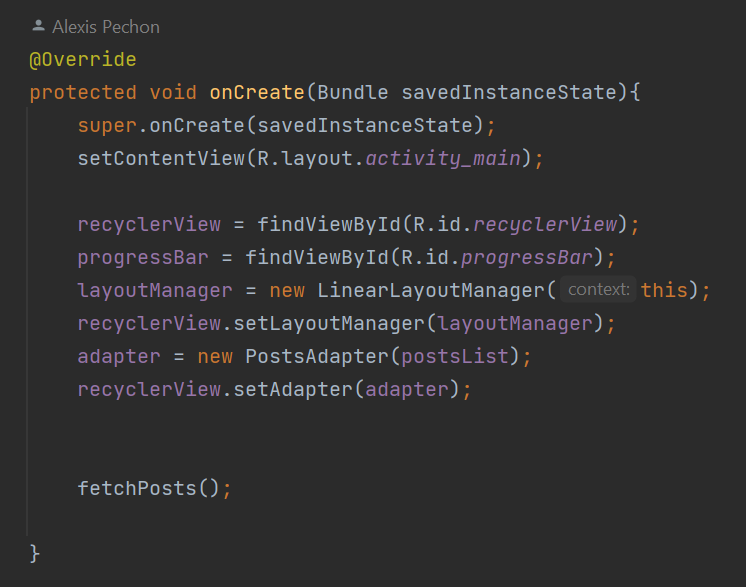 Alexis Pechon
@Override
protected void onCreate(Bundle savedInstanceState){
super.onCreate(savedInstanceState);
setContentView(R.layout.activity_main);
recyclerView = findViewById(R.id.recyclerView);
progressBar = findViewById(R.id.progressBar);
layoutManager = new LinearLayoutManager( context: this);
recyclerView.setLayoutManager(layoutManager);
adapter = new PostsAdapter(postsList);
recyclerView.setAdapter(adapter);
fetchPosts();
}